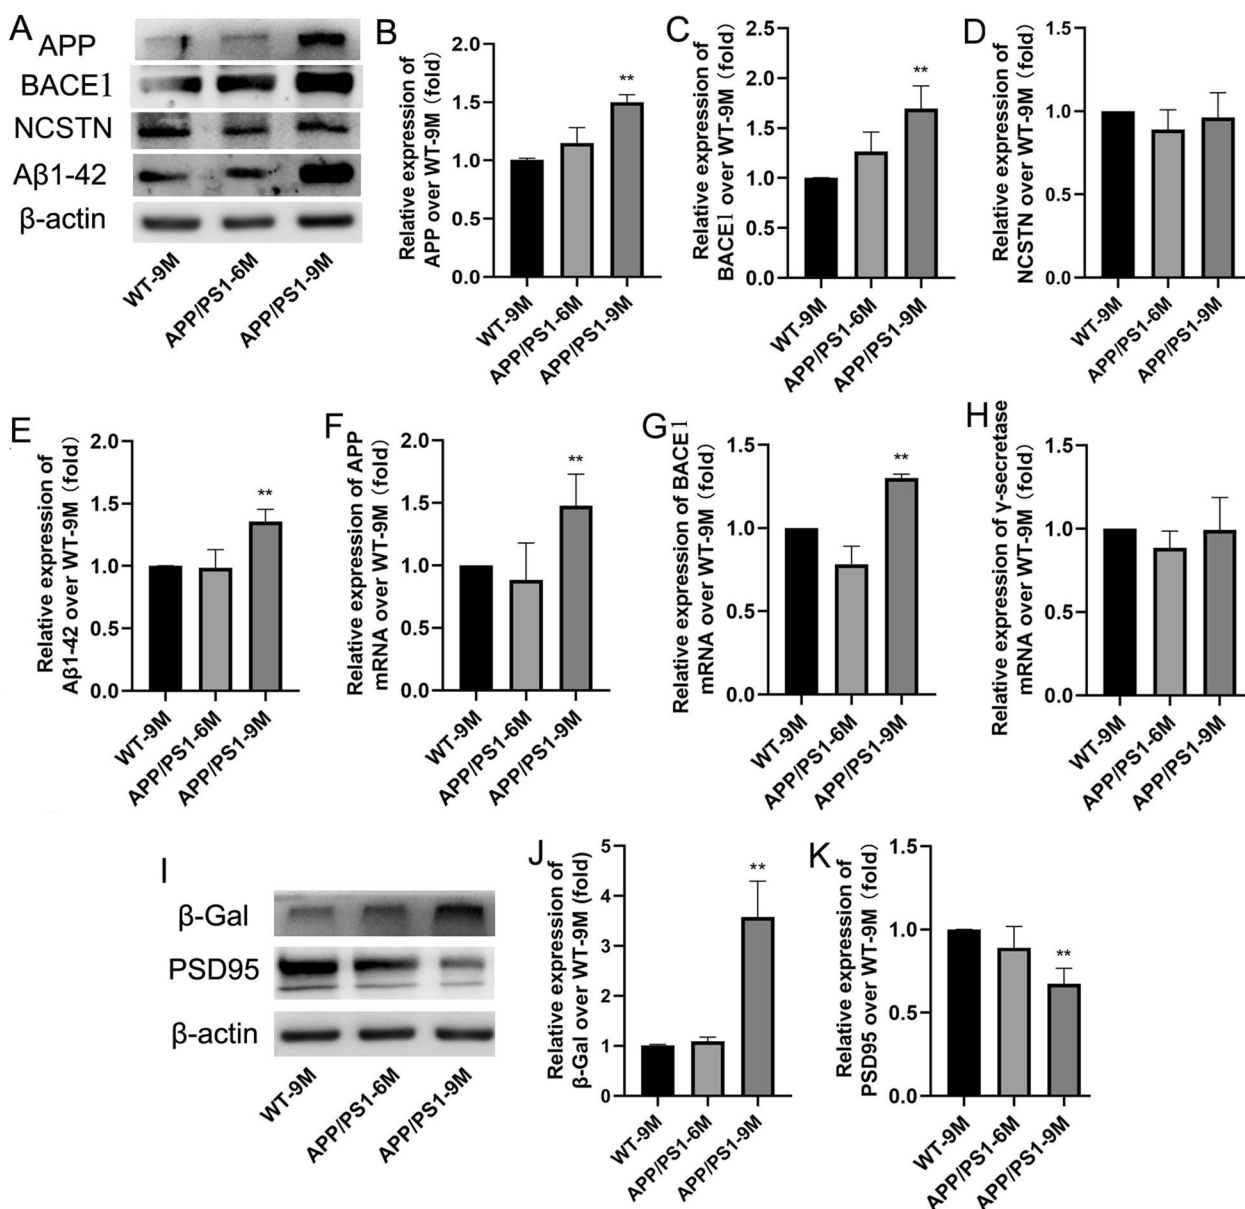 A
APP
BACE1
NCSTN
Aβ1-42
β-actin
WT-9M
APP/PS1-6M
APP/PS1-9M
B
Relative expression of
APP over WT-9M (fold)
2.0
1.5
1.0
0.5
0.0
**
WT-9M
APP/PS1-6M
APP/PS1-9M
C
Relative expression of
BACE1 over WT-9M (fold)
2.5
2.0
1.5
1.0
0.5
0.0
**
WT-9M
APP/PS1-6M
APP/PS1-9M
D
Relative expression of
NCSTN over WT-9M (fold)
1.5
1.0
0.5
0.0
WT-9M
APP/PS1-6M
APP/PS1-9M
E
Relative expression of
Aβ1-42 over WT-9M (fold)
2.0
1.5
1.0
0.5
0.0
**
WT-9M
APP/PS1-6M
APP/PS1-9M
F
Relative expression of APP
mRNA over WT-9M (fold)
2.0
1.5
1.0
0.5
0.0
**
WT-9M
APP/PS1-6M
APP/PS1-9M
G
Relative expression of BACE1
mRNA over WT-9M (fold)
1.5
1.0
0.5
0.0
**
WT-9M
APP/PS1-6M
APP/PS1-9M
H
Relative expression of γ-secretase
mRNA over WT-9M (fold)
1.5
1.0
0.5
0.0
WT-9M
APP/PS1-6M
APP/PS1-9M
I
β-Gal
PSD95
β-actin
WT-9M
APP/PS1-6M
APP/PS1-9M
J
Relative expression of
β-Gal over WT-9M (fold)
5
4
3
2
1
0
**
WT-9M
APP/PS1-6M
APP/PS1-9M
K
Relative expression of
PSD95 over WT-9M (fold)
1.5
1.0
0.5
0.0
**
WT-9M
APP/PS1-6M
APP/PS1-9M